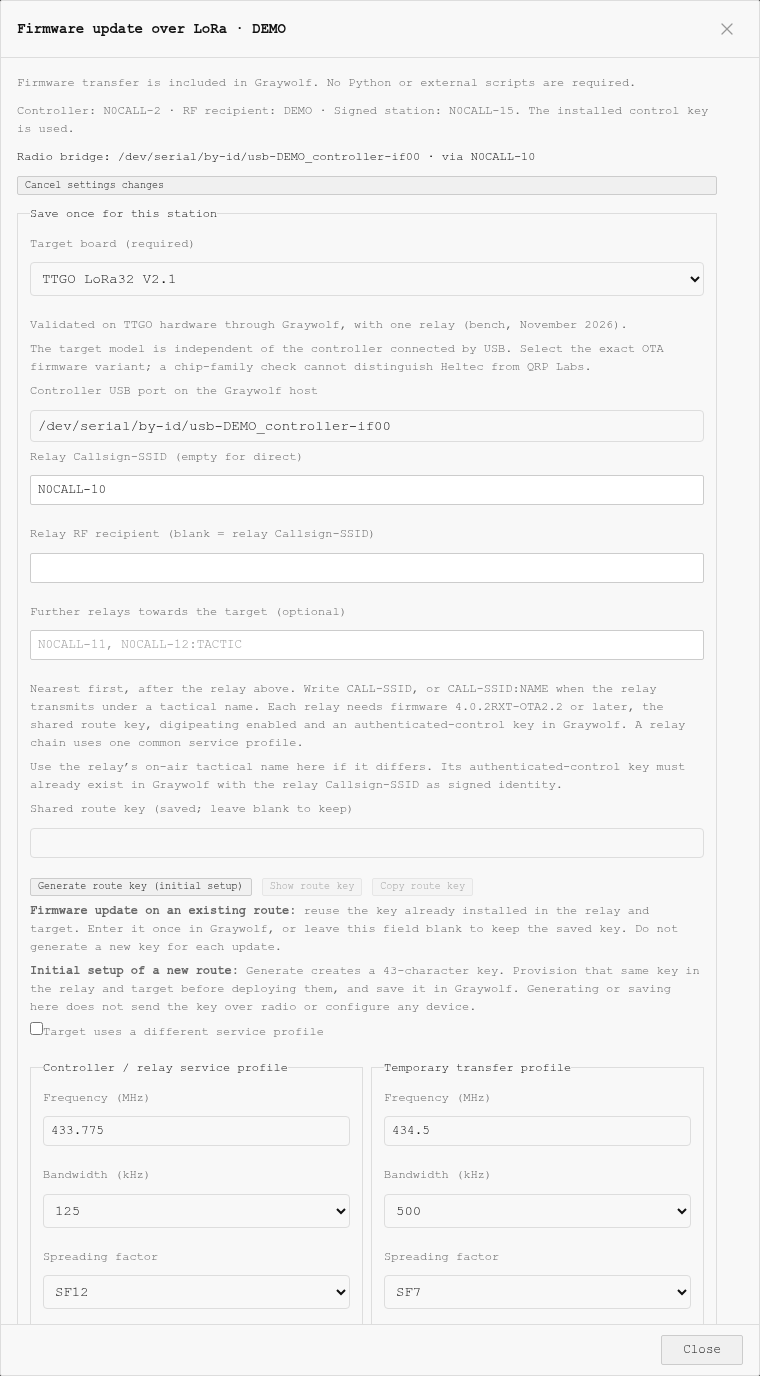 Firmware update over LoRa · DEMO
Firmware transfer is included in Graywolf. No Python or external scripts are required.
Controller: N0CALL-2 · RF recipient: DEMO · Signed station: N0CALL-15. The installed control key
is used.
Radio bridge: /dev/serial/by-id/usb-DEMO_controller-if00 · via N0CALL-10
Cancel settings changes
Save once for this station
Target board (required)
TTGO LoRa32 V2.1
Validated on TTGO hardware through Graywolf, with one relay (bench, November 2026).
The target model is independent of the controller connected by USB. Select the exact OTA
firmware variant; a chip-family check cannot distinguish Heltec from QRP Labs.
Controller USB port on the Graywolf host
/dev/serial/by-id/usb-DEMO_controller-if00
Relay Callsign-SSID (empty for direct)
N0CALL-10
Relay RF recipient (blank = relay Callsign-SSID)
Further relays towards the target (optional)
N0CALL-11, N0CALL-12:TACTIC
Nearest first, after the relay above. Write CALL-SSID, or CALL-SSID:NAME when the relay
transmits under a tactical name. Each relay needs firmware 4.0.2RXT-OTA2.2 or later, the
shared route key, digipeating enabled and an authenticated-control key in Graywolf. A relay
chain uses one common service profile.
Use the relay’s on-air tactical name here if it differs. Its authenticated-control key must
already exist in Graywolf with the relay Callsign-SSID as signed identity.
Shared route key (saved; leave blank to keep)
Generate route key (initial setup) Show route key Copy route key
Firmware update on an existing route: reuse the key already installed in the relay and
target. Enter it once in Graywolf, or leave this field blank to keep the saved key. Do not
generate a new key for each update.
Initial setup of a new route: Generate creates a 43-character key. Provision that same key in
the relay and target before deploying them, and save it in Graywolf. Generating or saving
here does not send the key over radio or configure any device.
Target uses a different service profile
Controller / relay service profile
Frequency (MHz)
433.775
Bandwidth (kHz)
125
Spreading factor
SF12
Temporary transfer profile
Frequency (MHz)
434.5
Bandwidth (kHz)
500
Spreading factor
SF7
Close